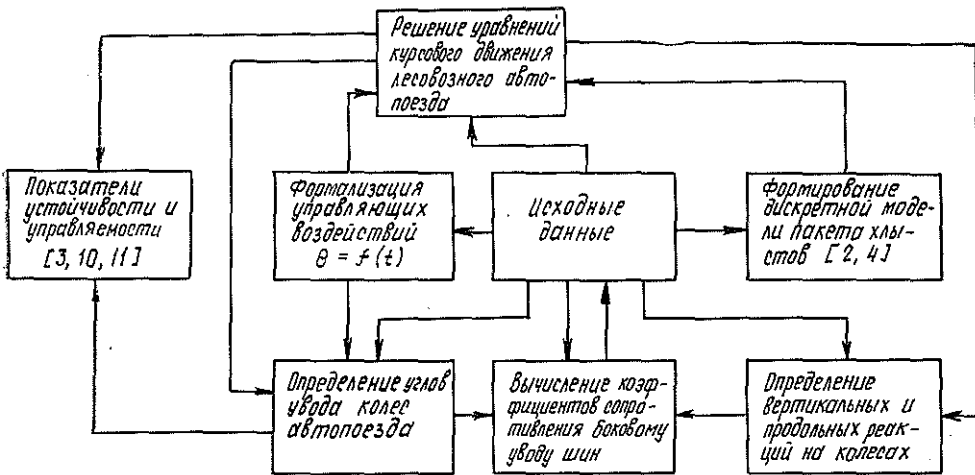 Решение уравнений
курсового движения
лесовозного авто-
поезда
Показатели
устойчивости и
управляености
[3, 10, 11]
Формализация
управляющих
воздействий
θ = f (t)
Исходные
данные
Формирование
дискретной моде-
ли пакета хлы-
стов [2, 4]
Определение углов
увода колес
автопоезда
Вычисление коэф-
фициентов сопро-
тивления боковому
уводу шин
Определение
вертикальных и
продольных реак-
ций на колесах